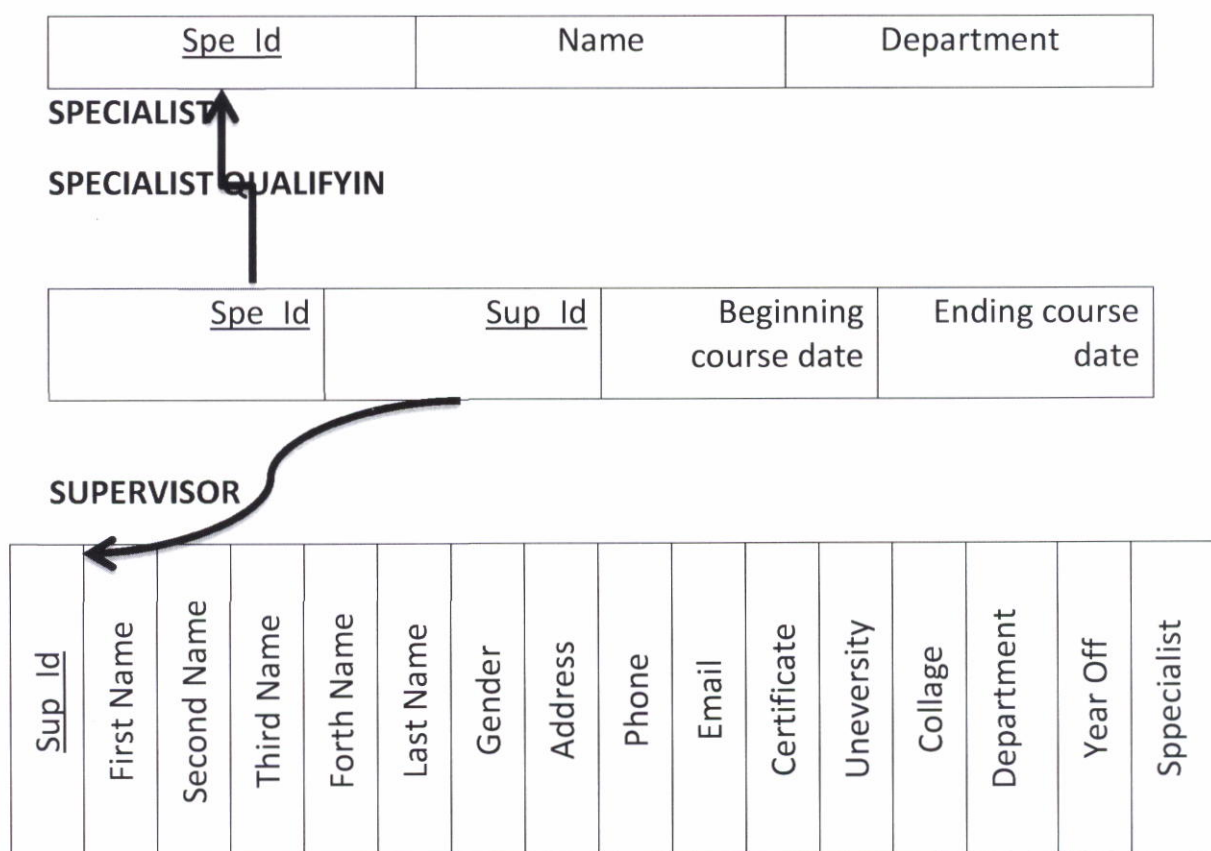 Spe_Id Name Department
SPECIALIST
SPECIALIST QUALIFYIN
Spe_Id Sup_Id Beginning course date Ending course date
SUPERVISOR
Sup_Id First Name Second Name Third Name Forth Name Last Name Gender Address Phone Email Certificate Uneversity Collage Department Year Off Sppecialist